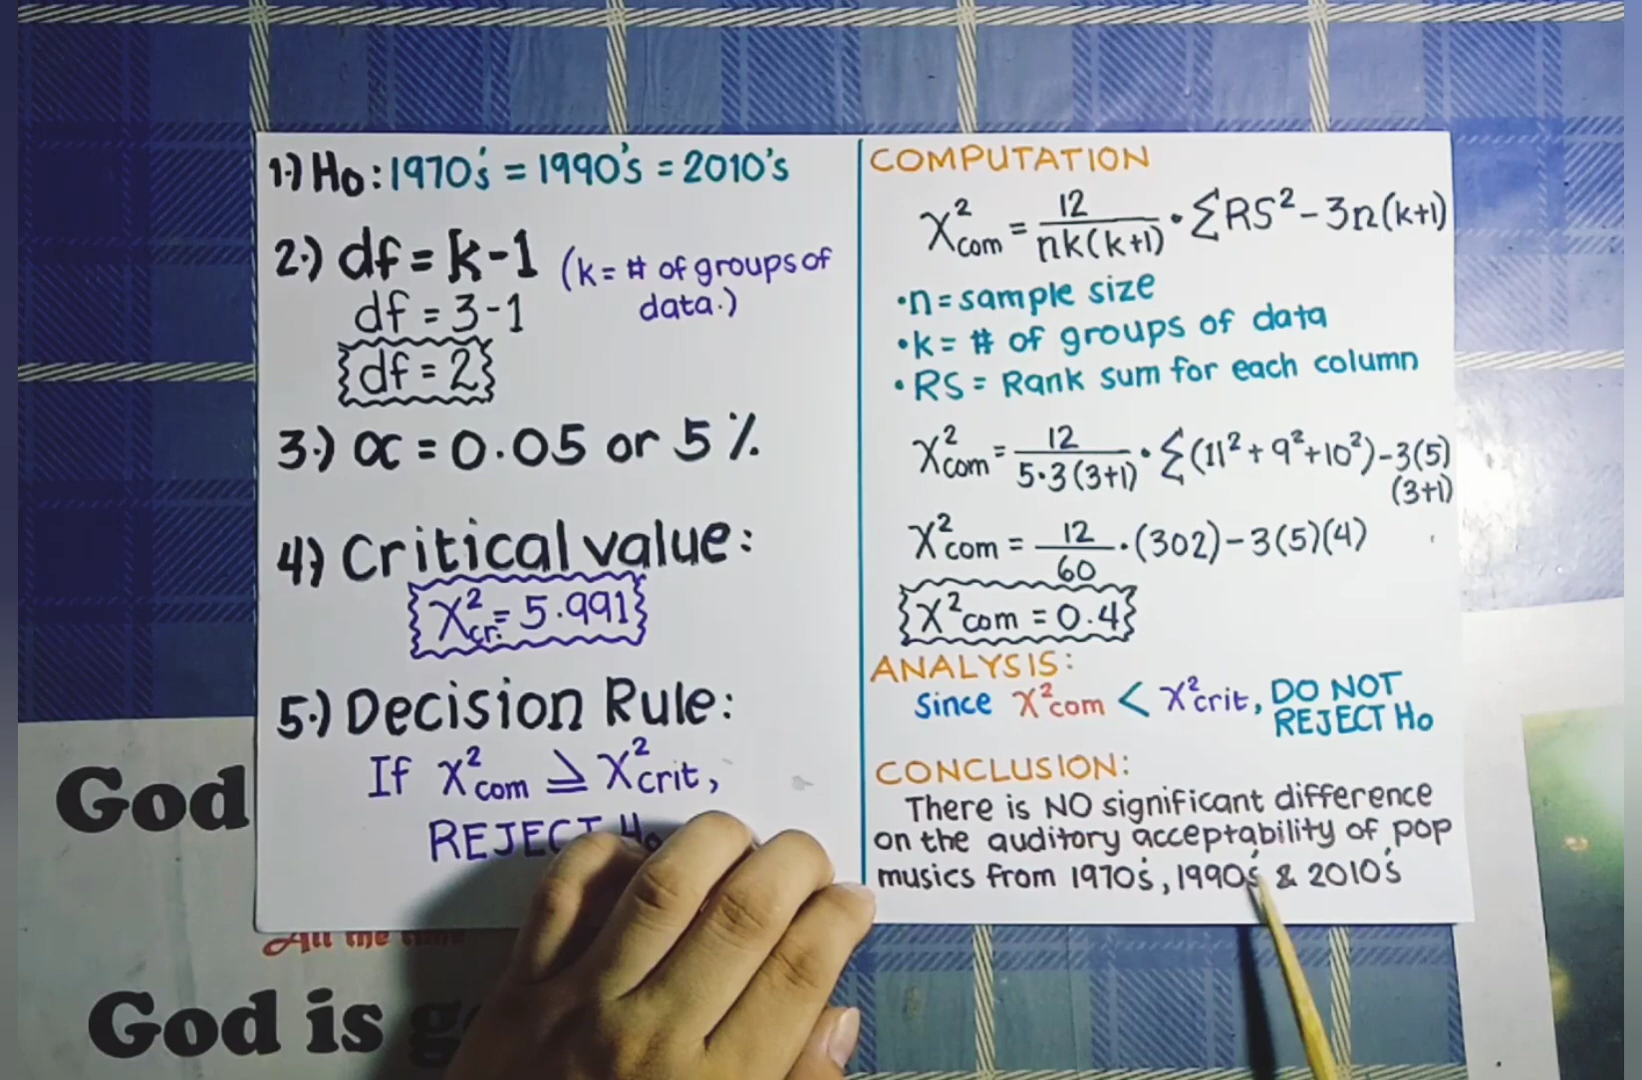 1.) Ho: 1970's = 1990's = 2010's
2.) df = k-1 (k = # of groups of
data.)
df = 3-1
df = 2
3.) α = 0.05 or 5%
4.) Critical value:
X²cr. = 5.991
5.) Decision Rule:
If X²com ≥ X²crit,
REJECT Ho
COMPUTATION
X²com = 12/nk(k+1) · ΣRS² - 3n(k+1)
• n = sample size
• k = # of groups of data
• RS = Rank sum for each column
X²com = 12/5·3(3+1) · Σ(11² + 9² + 10²) - 3(5)
(3+1)
X²com = 12/60 · (302) - 3(5)(4)
X²com = 0.4
ANALYSIS:
Since X²com < X²crit, DO NOT
REJECT Ho
CONCLUSION:
There is NO significant difference
on the auditory acceptability of pop
musics from 1970's, 1990's & 2010's
God
All the time
God is